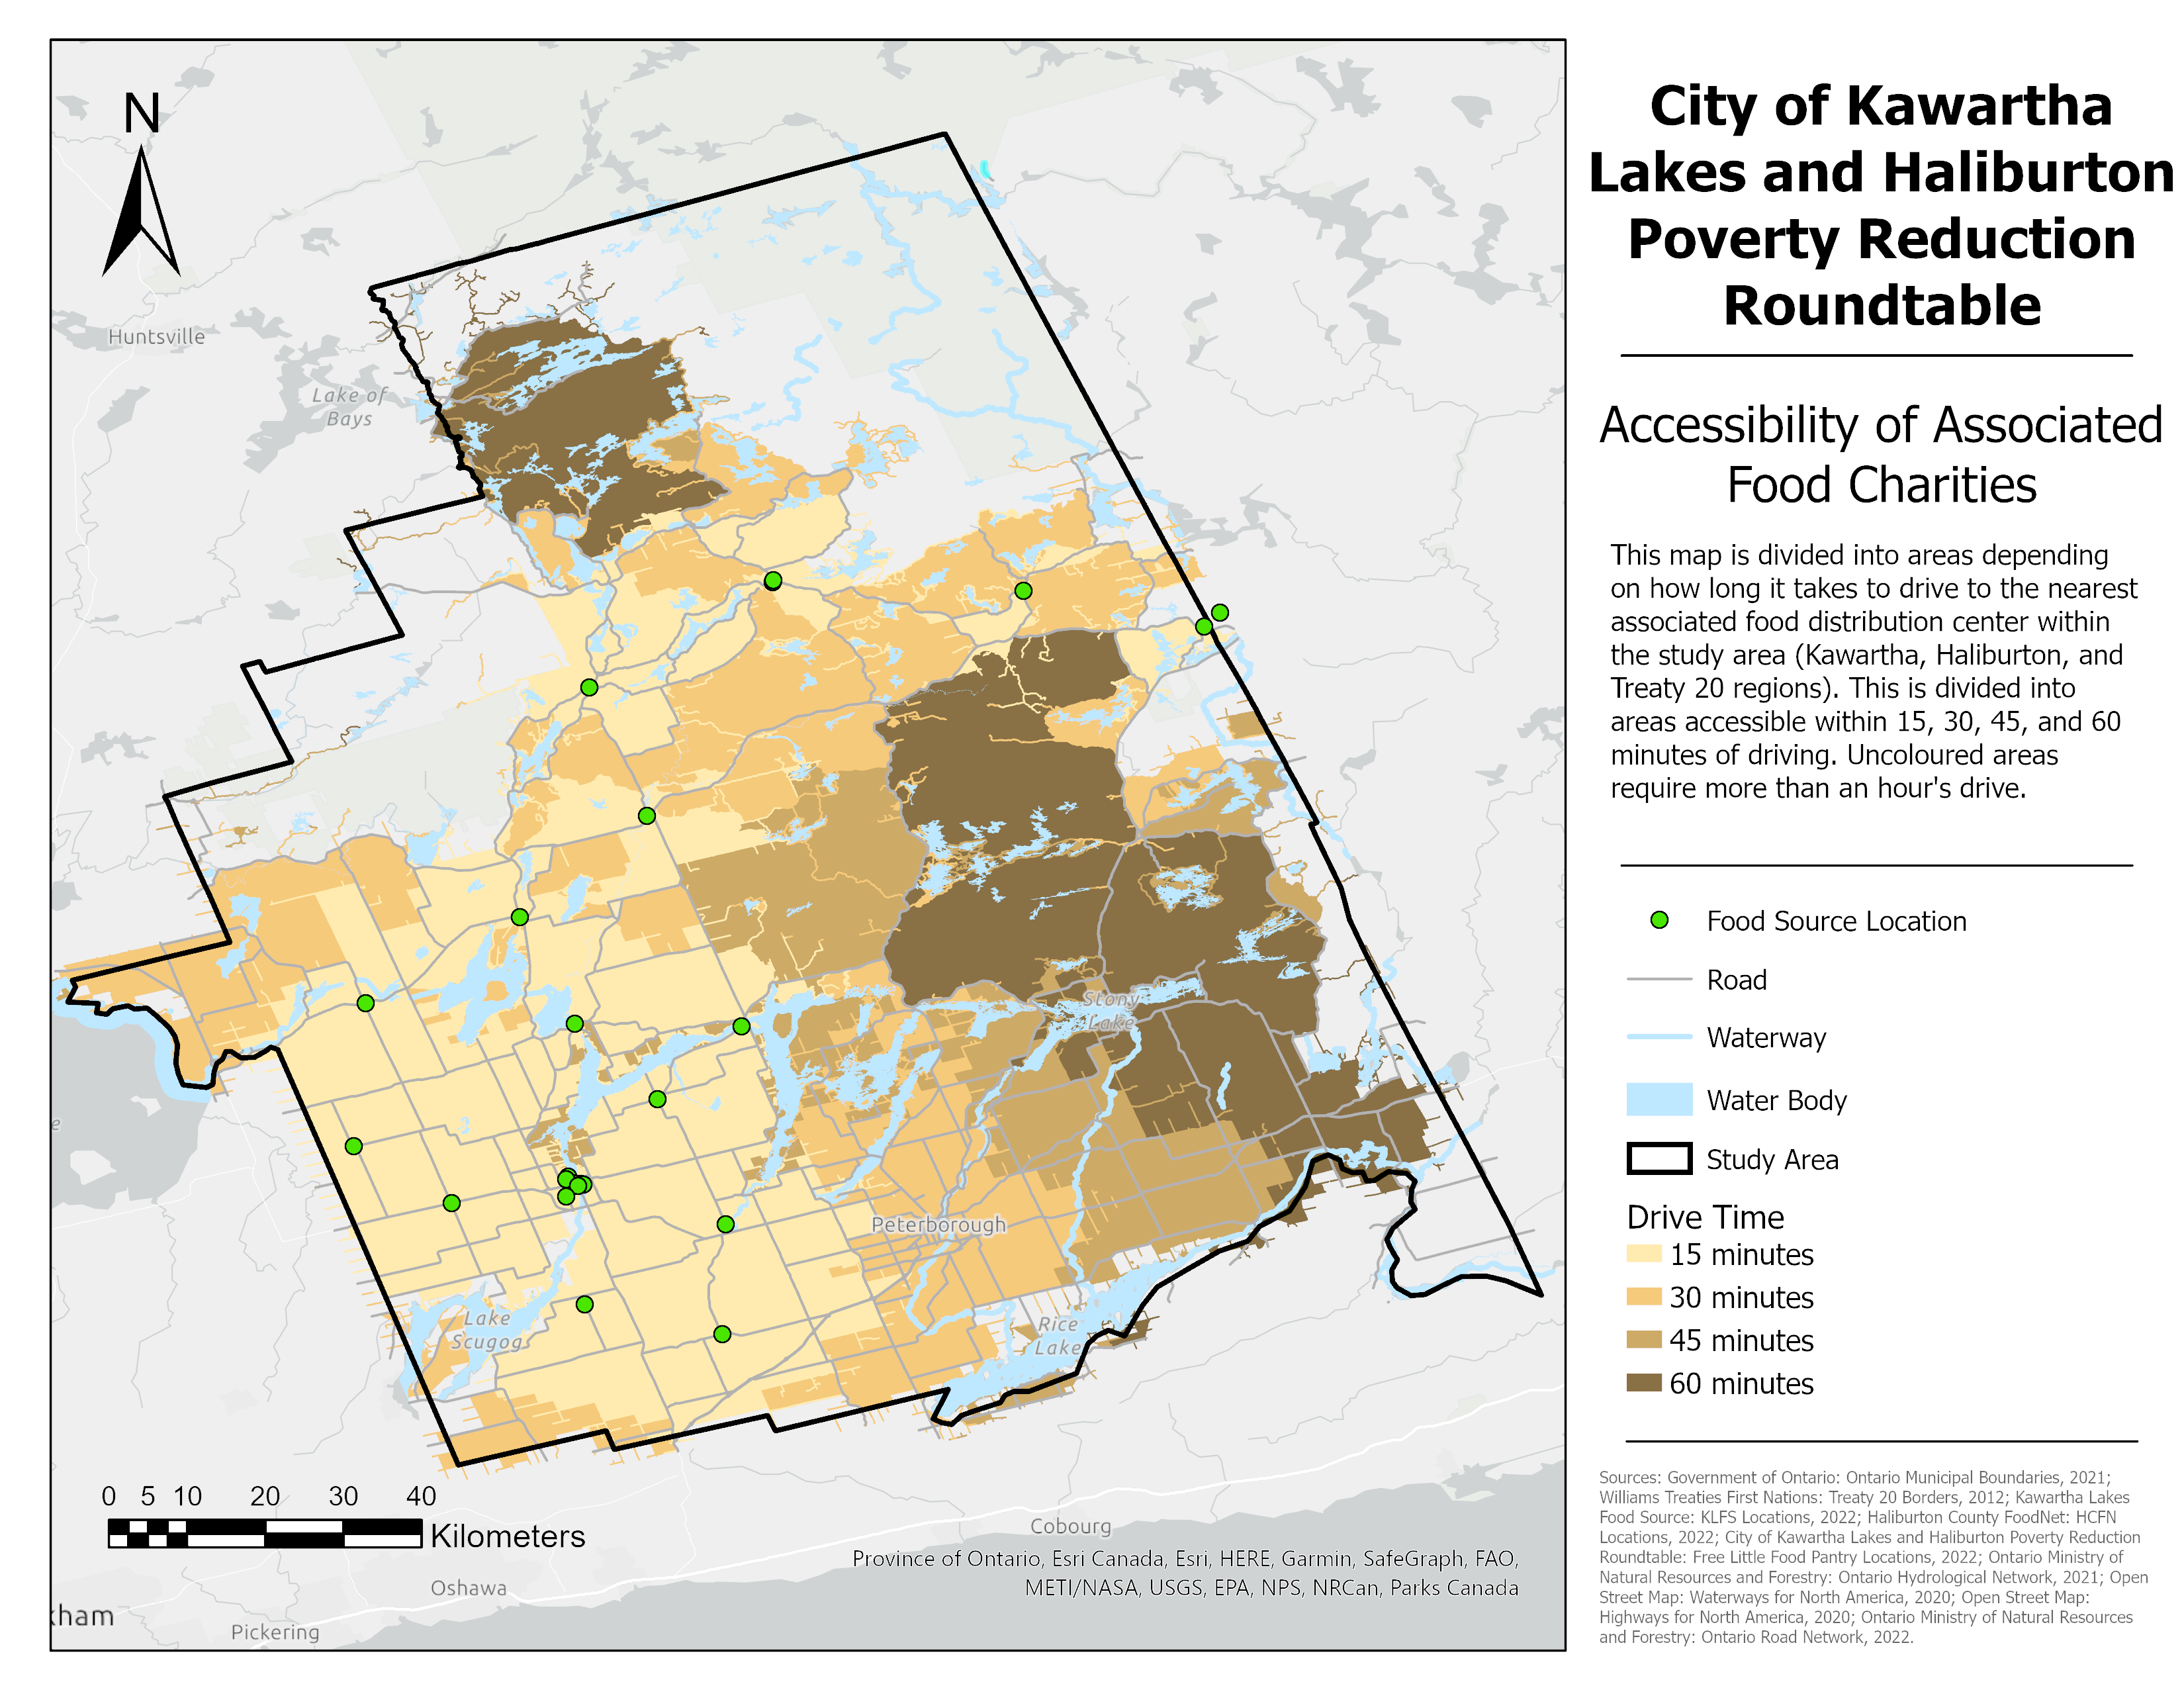 City of Kawartha
Lakes and Haliburton
Poverty Reduction
Roundtable
Accessibility of Associated
Food Charities
This map is divided into areas depending
on how long it takes to drive to the nearest
associated food distribution center within
the study area (Kawartha, Haliburton, and
Treaty 20 regions). This is divided into
areas accessible within 15, 30, 45, and 60
minutes of driving. Uncoloured areas
require more than an hour's drive.
Food Source Location
Road
Waterway
Water Body
Study Area
Drive Time
15 minutes
30 minutes
45 minutes
60 minutes
Sources: Government of Ontario: Ontario Municipal Boundaries, 2021;
Williams Treaties First Nations: Treaty 20 Borders, 2012; Kawartha Lakes
Food Source: KLFS Locations, 2022; Haliburton County FoodNet: HCFN
Locations, 2022; City of Kawartha Lakes and Haliburton Poverty Reduction
Roundtable: Free Little Food Pantry Locations, 2022; Ontario Ministry of
Natural Resources and Forestry: Ontario Hydrological Network, 2021; Open
Street Map: Waterways for North America, 2020; Open Street Map:
Highways for North America, 2020; Ontario Ministry of Natural Resources
and Forestry: Ontario Road Network, 2022.
N
Huntsville
Lake of
Bays
Stony
Lake
Peterborough
Lake
Scugog
Rice
Lake
e
Cobourg
Oshawa
kham
Pickering
0 5 10 20 30 40
Kilometers
Province of Ontario, Esri Canada, Esri, HERE, Garmin, SafeGraph, FAO,
METI/NASA, USGS, EPA, NPS, NRCan, Parks Canada